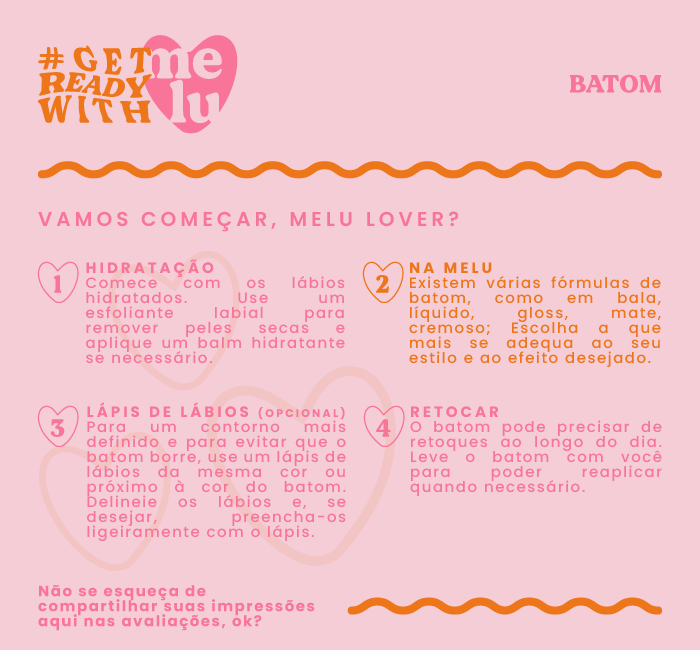 #GET
READY
WITH
me
lu
BATOM
VAMOS COMEÇAR, MELU LOVER?
1
HIDRATAÇÃO
Comece com os lábios
hidratados. Use um
esfoliante labial para
remover peles secas e
aplique um balm hidratante
se necessário.
2
NA MELU
Existem várias fórmulas de
batom, como em bala,
líquido, gloss, mate,
cremoso; Escolha a que
mais se adequa ao seu
estilo e ao efeito desejado.
3
LÁPIS DE LÁBIOS (OPCIONAL)
Para um contorno mais
definido e para evitar que o
batom borre, use um lápis de
lábios da mesma cor ou
próximo à cor do batom.
Delineie os lábios e, se
desejar, preencha-os
ligeiramente com o lápis.
4
RETOCAR
O batom pode precisar de
retoques ao longo do dia.
Leve o batom com você
para poder reaplicar
quando necessário.
Não se esqueça de
compartilhar suas impressões
aqui nas avaliações, ok?